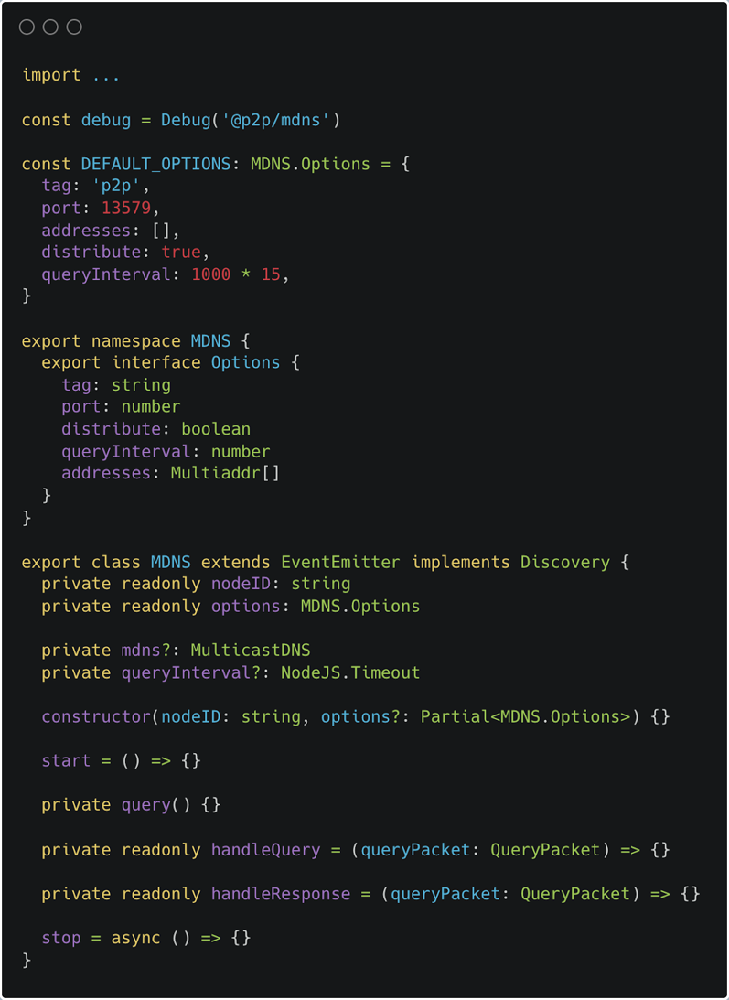 import ...

const debug = Debug('@p2p/mdns')

const DEFAULT_OPTIONS: MDNS.Options = {
  tag: 'p2p',
  port: 13579,
  addresses: [],
  distribute: true,
  queryInterval: 1000 * 15,
}

export namespace MDNS {
  export interface Options {
    tag: string
    port: number
    distribute: boolean
    queryInterval: number
    addresses: Multiaddr[]
  }
}

export class MDNS extends EventEmitter implements Discovery {
  private readonly nodeID: string
  private readonly options: MDNS.Options

  private mdns?: MulticastDNS
  private queryInterval?: NodeJS.Timeout

  constructor(nodeID: string, options?: Partial<MDNS.Options>) {}

  start = () => {}

  private query() {}

  private readonly handleQuery = (queryPacket: QueryPacket) => {}

  private readonly handleResponse = (queryPacket: QueryPacket) => {}

  stop = async () => {}
}